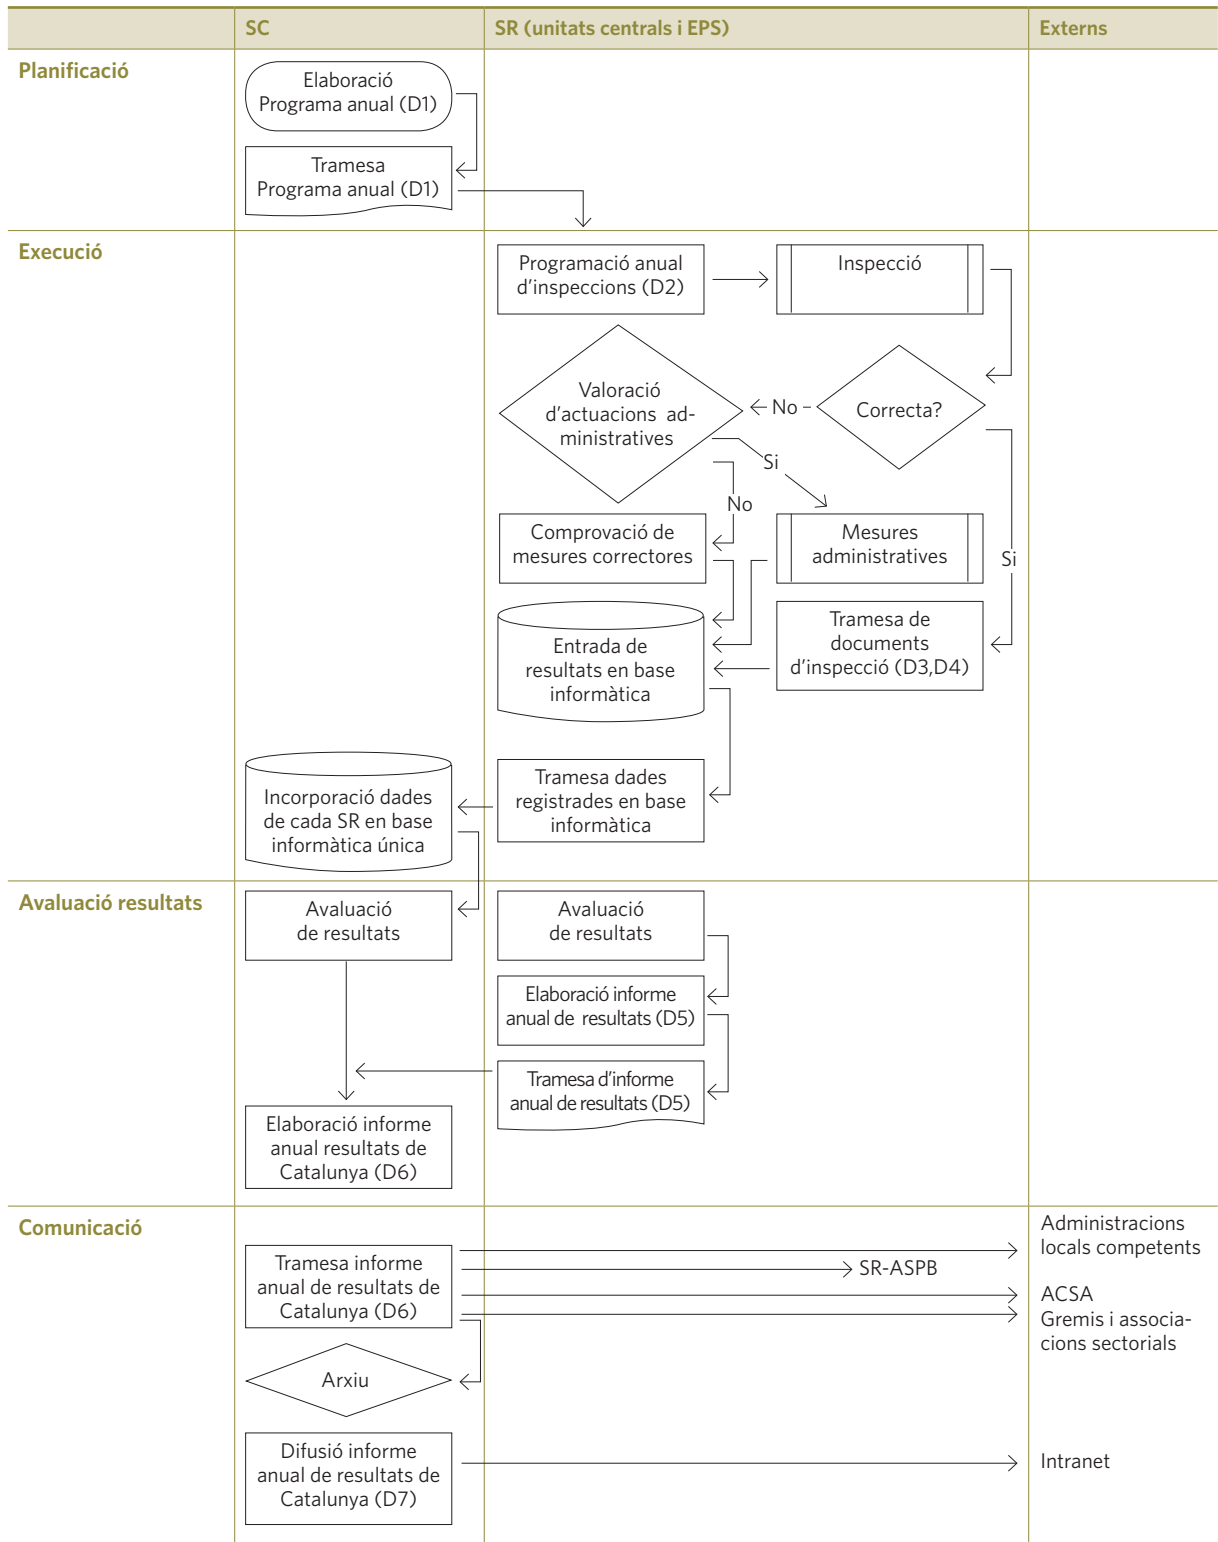 SC
SR (unitats centrals i EPS)
Externs
Planificació
Elaboració
Programa anual (D1)
Tramesa
Programa anual (D1)
Execució
Programació anual
d'inspeccions (D2)
Inspecció
Valoració
d'actuacions ad-
ministratives
No
Correcta?
Si
No
Comprovació de
mesures correctores
Mesures
administratives
Si
Entrada de
resultats en base
informàtica
Tramesa de
documents
d'inspecció (D3,D4)
Incorporació dades
de cada SR en base
informàtica única
Tramesa dades
registrades en base
informàtica
Avaluació resultats
Avaluació
de resultats
Avaluació
de resultats
Elaboració informe
anual de resultats (D5)
Tramesa d'informe
anual de resultats (D5)
Elaboració informe
anual resultats de
Catalunya (D6)
Comunicació
Tramesa informe
anual de resultats de
Catalunya (D6)
Administracions
locals competents
SR-ASPB
ACSA
Gremis i associa-
cions sectorials
Arxiu
Difusió informe
anual de resultats de
Catalunya (D7)
Intranet